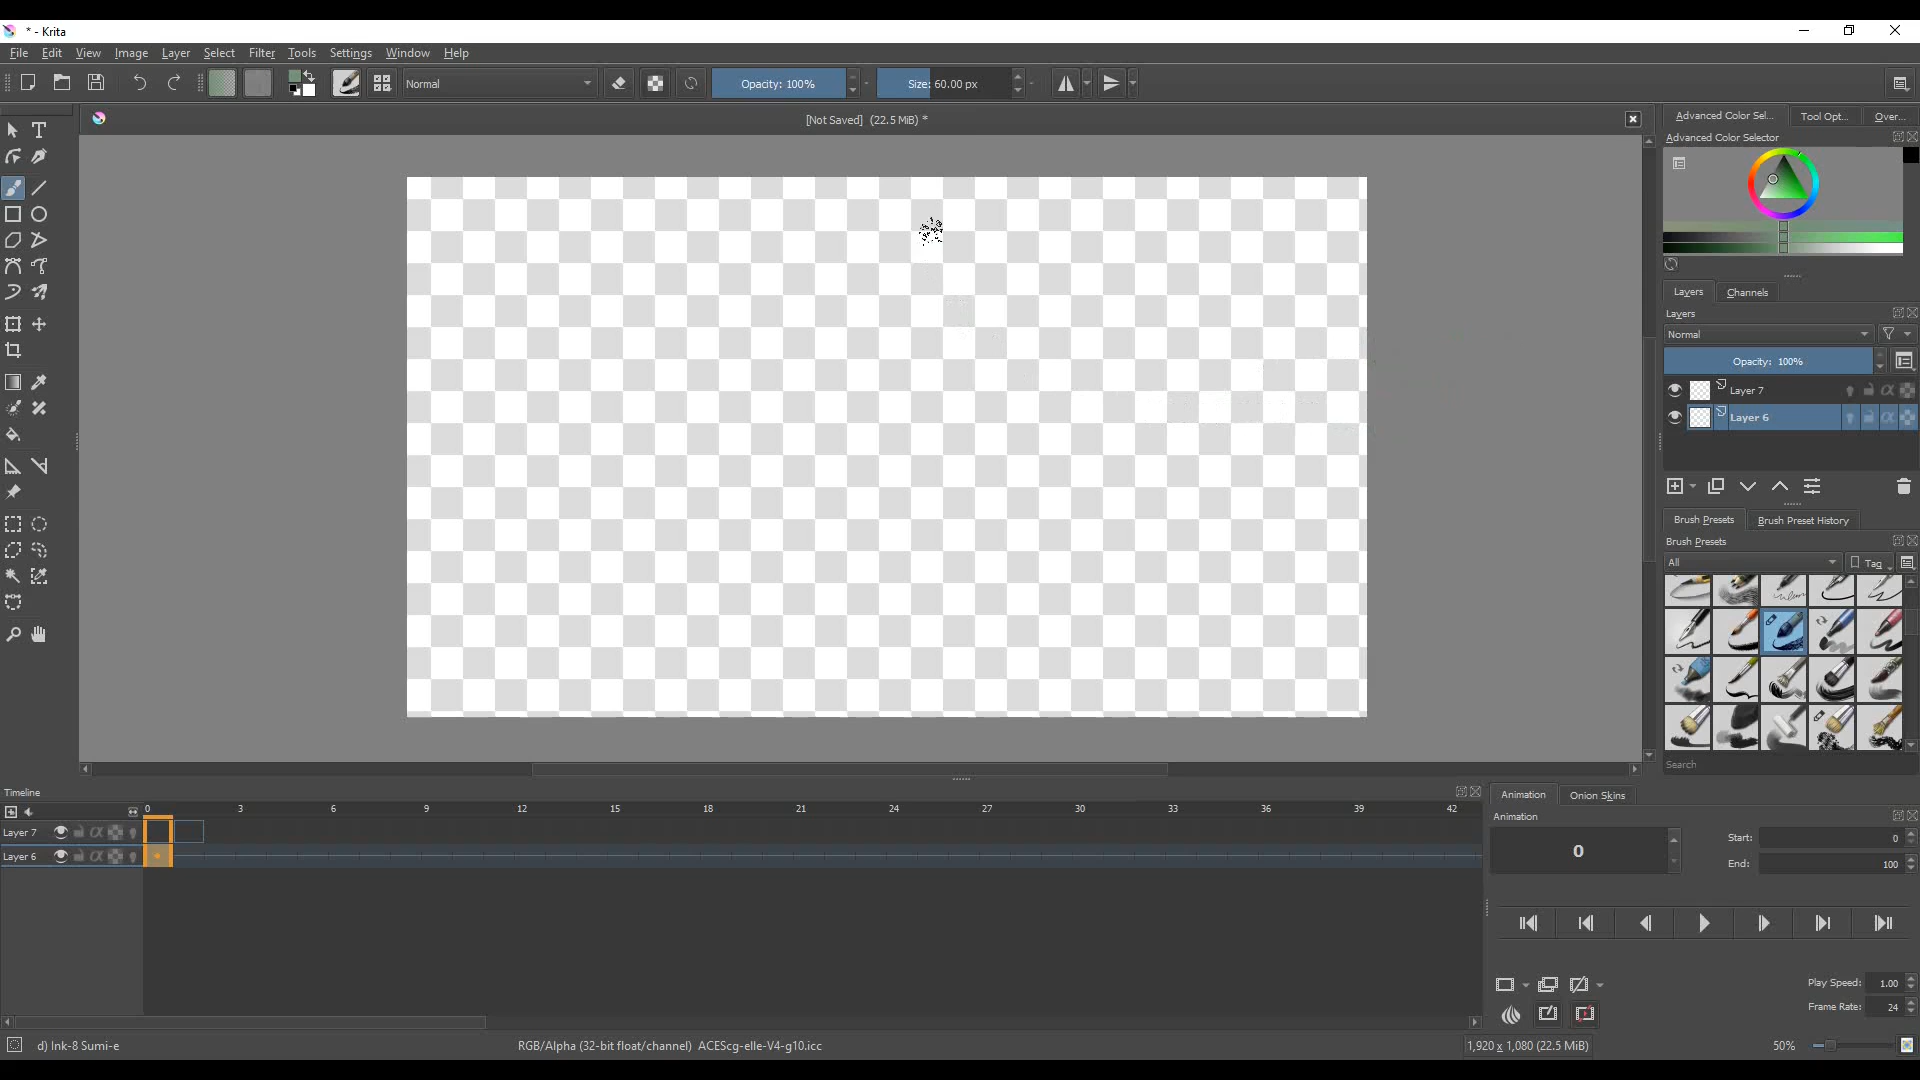 * - Krita
File Edit View Image Layer Select Filter Tools Settings Window Help
Normal Opacity: 100% Size: 60.00 px
[Not Saved] (22.5 MiB) *
Advanced Color Sel... Tool Opt... Over...
Advanced Color Selector
Layers Channels
Layers
Normal
Opacity: 100%
Layer 7
Layer 6
Brush Presets Brush Preset History
Brush Presets
All Tag
Search
Timeline
0 3 6 9 12 15 18 21 24 27 30 33 36 39 42
Layer 7
Layer 6
Animation Onion Skins
Animation
0
Start: 0
End: 100
Play Speed: 1.00
Frame Rate: 24
d) Ink-8 Sumi-e RGB/Alpha (32-bit float/channel) ACEScg-elle-V4-g10.icc 1,920 x 1,080 (22.5 MiB) 50%